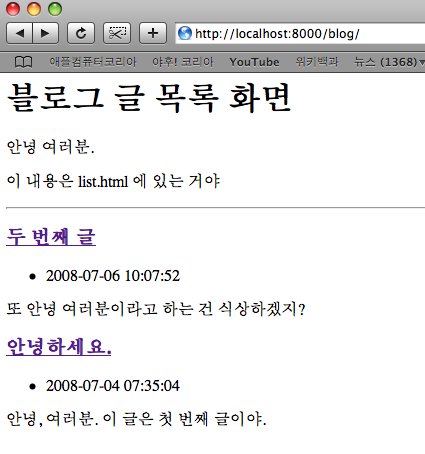 http://localhost:8000/blog/
애플컴퓨터코리아 야후! 코리아 YouTube 위키백과 뉴스 (1368)▾
블로그 글 목록 화면
안녕 여러분.
이 내용은 list.html 에 있는 거야
두 번째 글
• 2008-07-06 10:07:52
또 안녕 여러분이라고 하는 건 식상하겠지?
안녕하세요.
• 2008-07-04 07:35:04
안녕, 여러분. 이 글은 첫 번째 글이야.